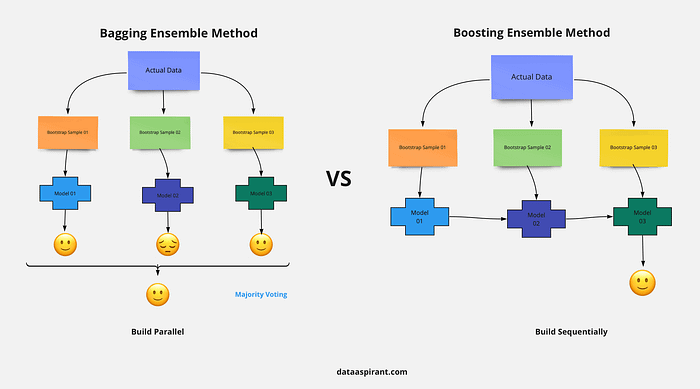 Bagging Ensemble Method
Actual Data
Bootstrap Sample 01
Bootstrap Sample 02
Bootstrap Sample 03
Model 01
Model 02
Model 03
Majority Voting
Build Parallel
VS
Boosting Ensemble Method
Actual Data
Bootstrap Sample 01
Bootstrap Sample 02
Bootstrap Sample 03
Model
01
Model
02
Model
03
Build Sequentially
dataaspirant.com